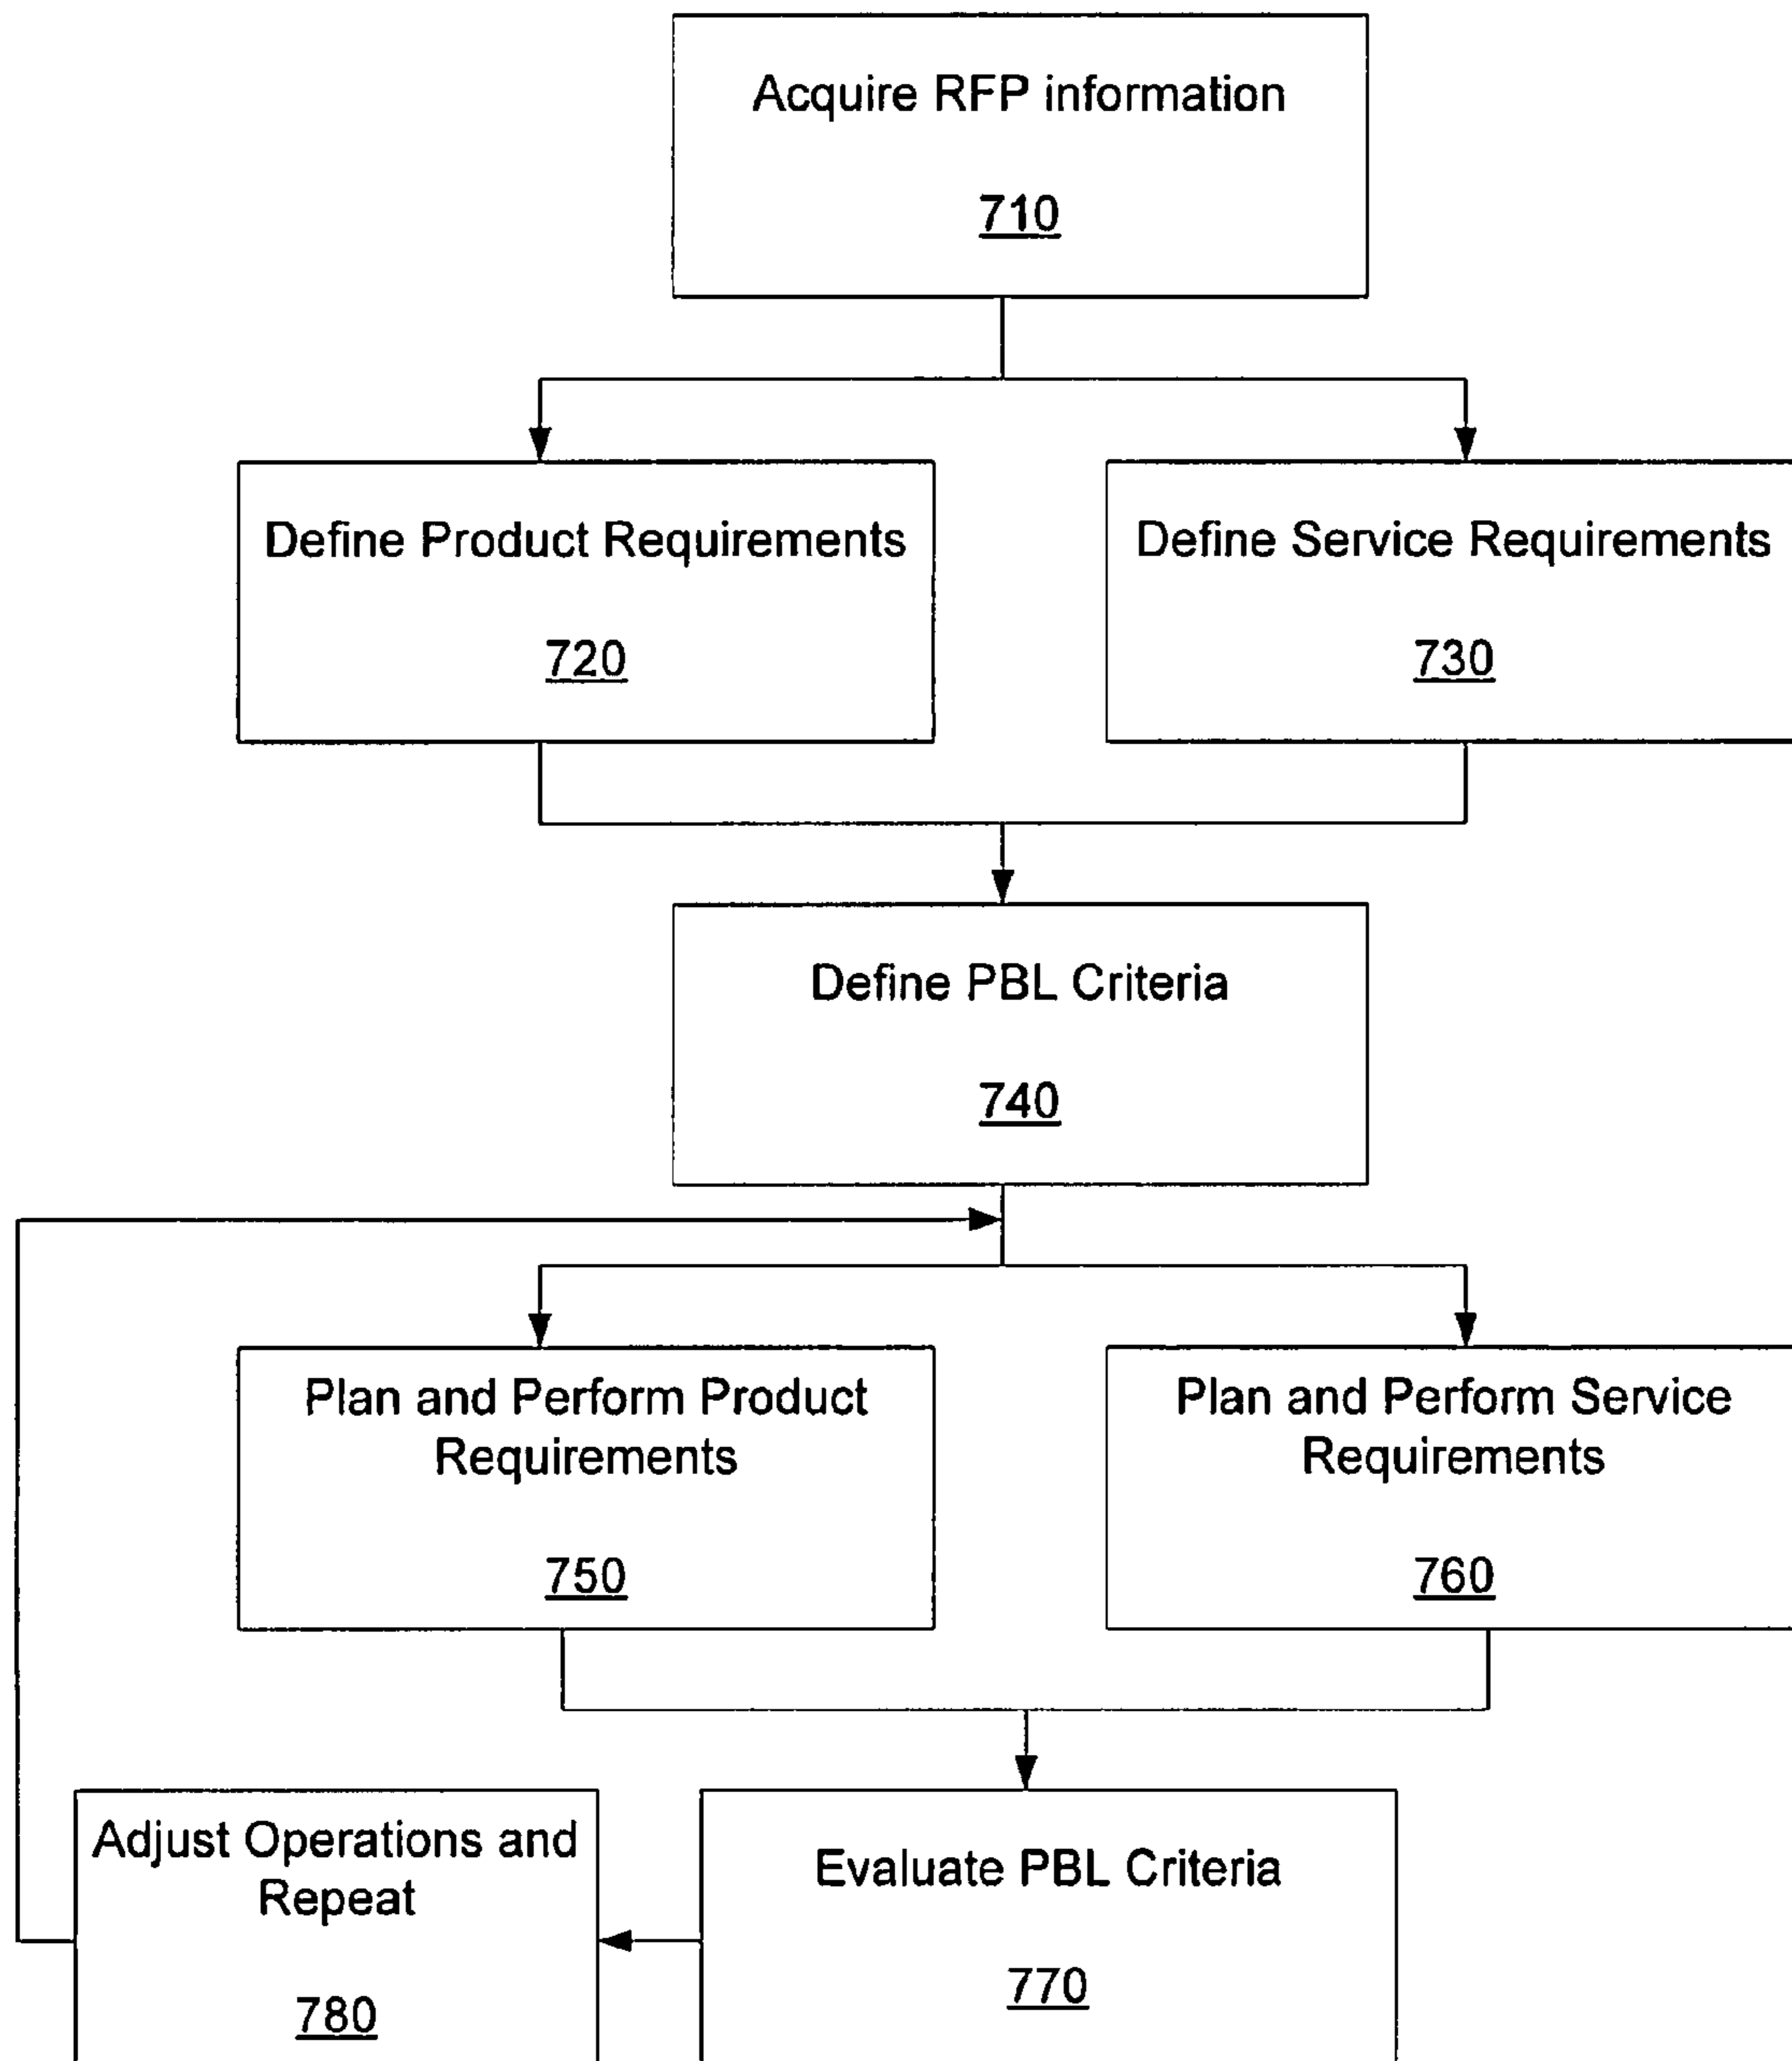 Acquire RFP information
710
Define Product Requirements
720
Define Service Requirements
730
Define PBL Criteria
740
Plan and Perform Product
Requirements
750
Plan and Perform Service
Requirements
760
Adjust Operations and
Repeat
780
Evaluate PBL Criteria
770